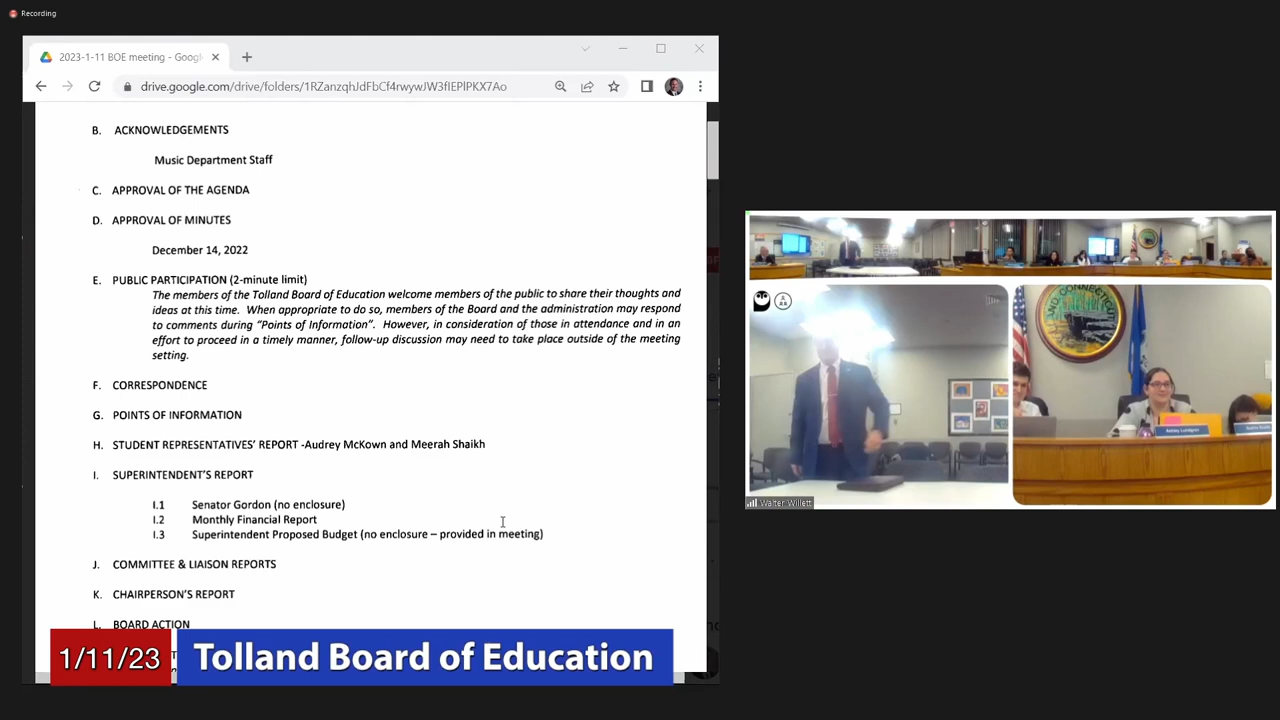 Recording
2023-1-11 BOE meeting - Goog
drive.google.com/drive/folders/1RZanzqhJdFbCf4rwywJW3fIEPlPKX7Ao
B. ACKNOWLEDGEMENTS
Music Department Staff
C. APPROVAL OF THE AGENDA
D. APPROVAL OF MINUTES
December 14, 2022
E. PUBLIC PARTICIPATION (2-minute limit)
The members of the Tolland Board of Education welcome members of the public to share their thoughts and
ideas at this time. When appropriate to do so, members of the Board and the administration may respond
to comments during “Points of Information”. However, in consideration of those in attendance and in an
effort to proceed in a timely manner, follow-up discussion may need to take place outside of the meeting
setting.
F. CORRESPONDENCE
G. POINTS OF INFORMATION
H. STUDENT REPRESENTATIVES’ REPORT -Audrey McKown and Meerah Shaikh
I. SUPERINTENDENT’S REPORT
I.1 Senator Gordon (no enclosure)
I.2 Monthly Financial Report
I.3 Superintendent Proposed Budget (no enclosure – provided in meeting)
J. COMMITTEE & LIAISON REPORTS
K. CHAIRPERSON’S REPORT
L. BOARD ACTION
1/11/23 Tolland Board of Education
CONNECTICUT
Ashley Lundgren
Walter Willett